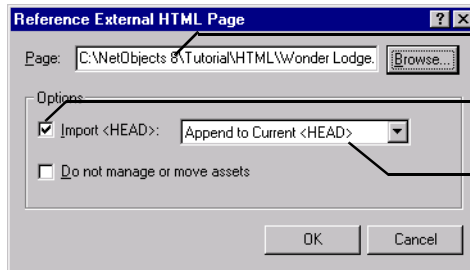 Reference External HTML Page
Page: C:\NetObjects 8\Tutorial\HTML\Wonder Lodge. Browse...
Options
Import <HEAD>: Append to Current <HEAD>
Do not manage or move assets
OK Cancel